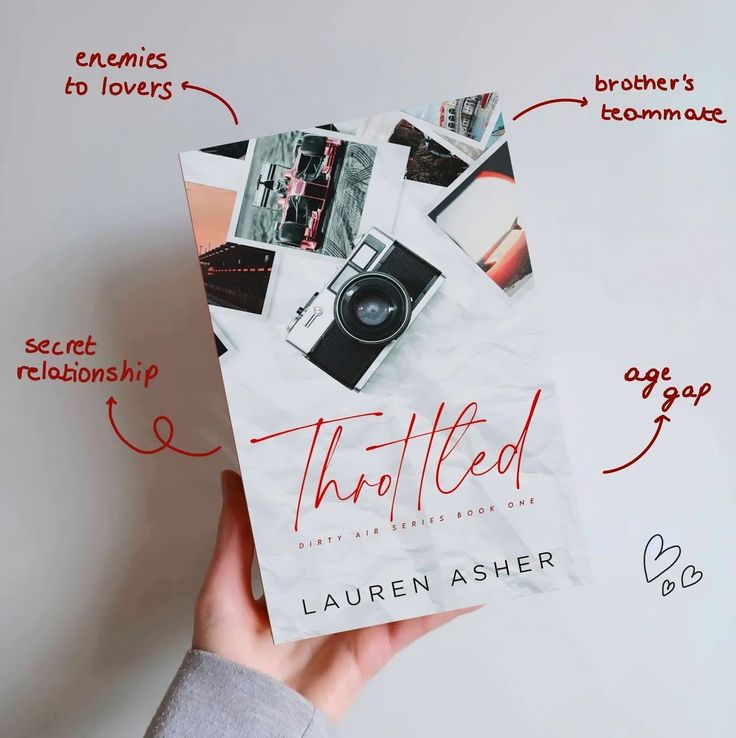 enemies
to lovers
brother's
teammate
secret
relationship
age
gap
Throttled
DIRTY AIR SERIES BOOK ONE
LAUREN ASHER